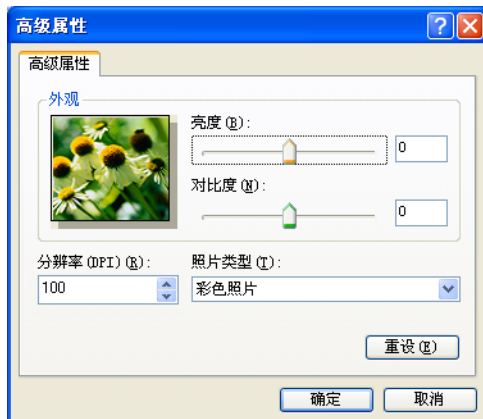 高级属性
高级属性
外观
亮度(B):
0
对比度(N):
0
分辨率(DPI)(R):
照片类型(T):
100
彩色照片
重设(E)
确定
取消